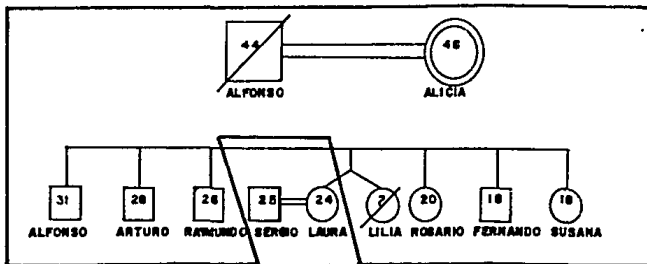 44 46
ALFONSO ALICIA
31 28 26 25 24 7 20 18 18
ALFONSO ARTURO RAYMUNDO SERGIO LAURA LILIA ROSARIO FERNANDO SUSANA